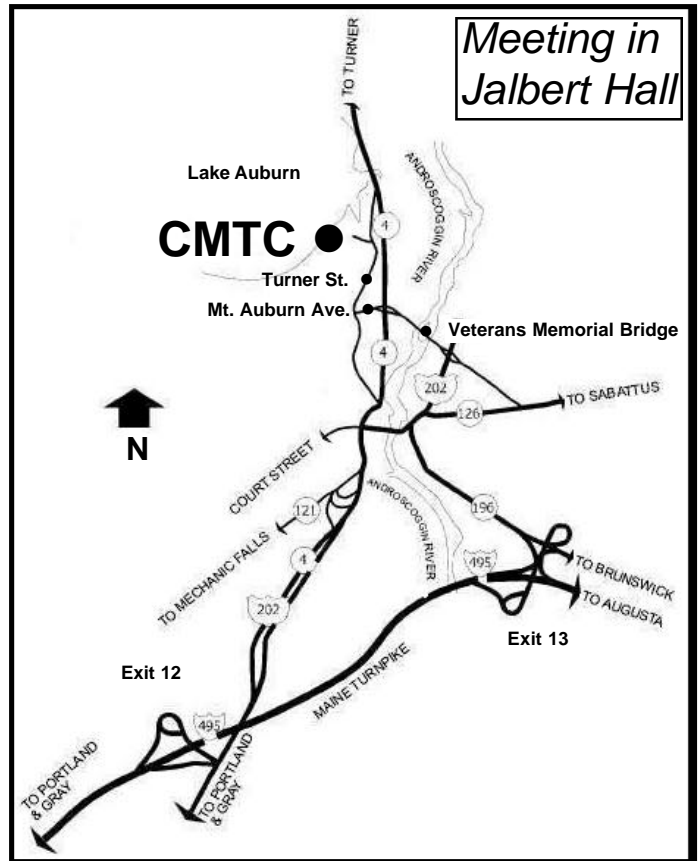 Meeting in
Jalbert Hall
TO TURNER
Lake Auburn
ANDROSCOGGIN RIVER
CMTC
4
Turner St.
Mt. Auburn Ave.
Veterans Memorial Bridge
4
202
126
TO SABATTUS
N
COURT STREET
121
ANDROSCOGGIN RIVER
196
TO MECHANIC FALLS
4
495
TO BRUNSWICK
202
TO AUGUSTA
Exit 13
Exit 12
MAINE TURNPIKE
495
TO PORTLAND
& GRAY
TO PORTLAND
& GRAY